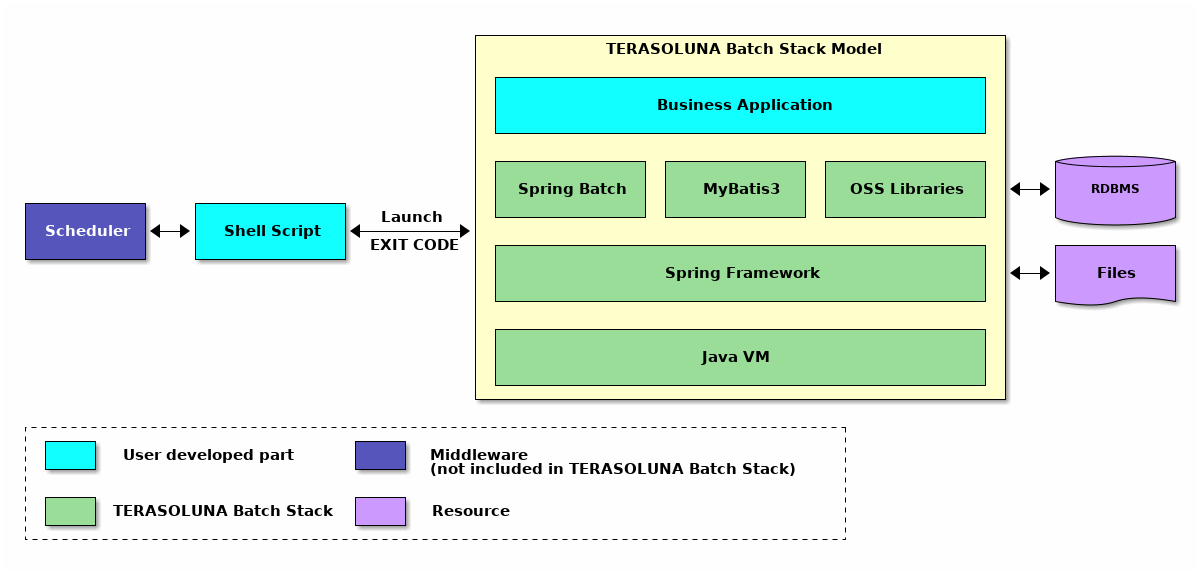 TERASOLUNA Batch Stack Model
Business Application
Spring Batch
MyBatis3
OSS Libraries
RDBMS
Scheduler
Shell Script
Launch
EXIT CODE
Spring Framework
Files
Java VM
User developed part
Middleware
(not included in TERASOLUNA Batch Stack)
TERASOLUNA Batch Stack
Resource